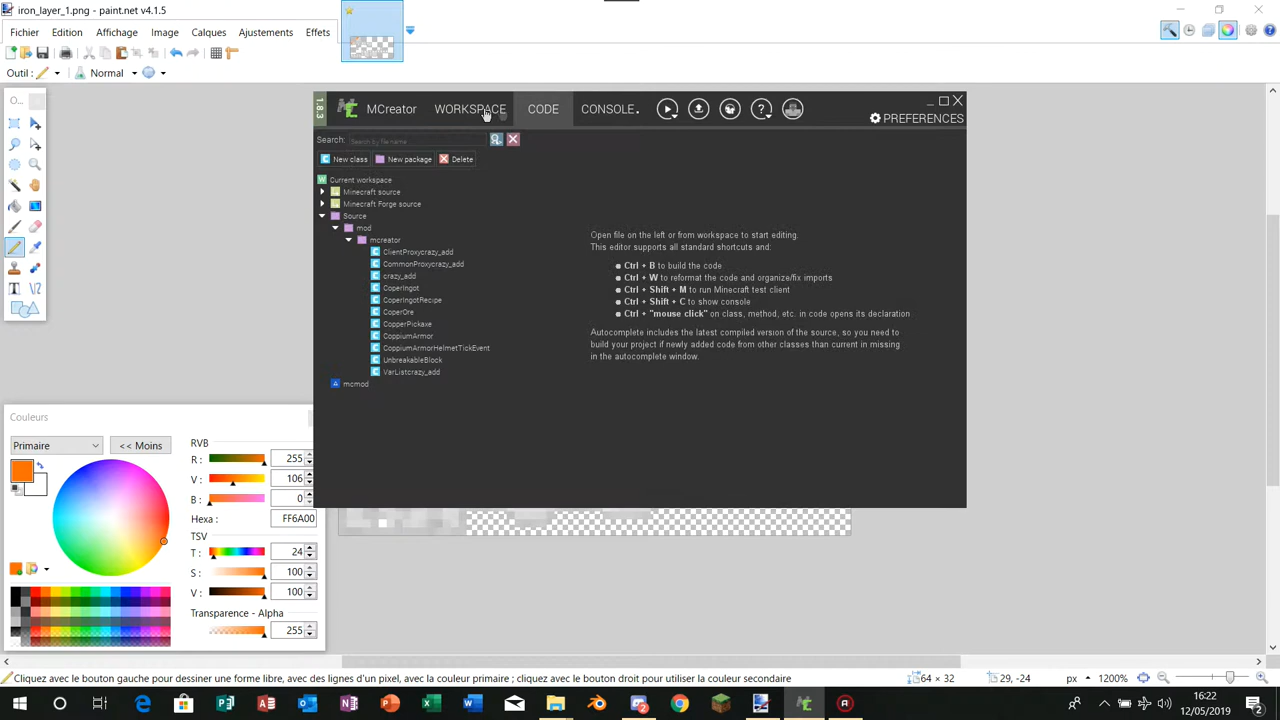 iron_layer_1.png - paint.net v4.1.5
Fichier Edition Affichage Image Calques Ajustements Effets
Outil : Normal
O...
1.8.3 MCreator WORKSPACE CODE CONSOLE. PREFERENCES
Search: Search by file name ...
New class New package Delete
Current workspace
Minecraft source
Minecraft Forge source
Source
mod
mcreator
ClientProxycrazy_add
CommonProxycrazy_add
crazy_add
CoperIngot
CoperIngotRecipe
CoperOre
CopperPickaxe
CoppiumArmor
CoppiumArmorHelmetTickEvent
UnbreakableBlock
VarListcrazy_add
mcmod
Open file on the left or from workspace to start editing.
This editor supports all standard shortcuts and:
Ctrl + B to build the code
Ctrl + W to reformat the code and organize/fix imports
Ctrl + Shift + M to run Minecraft test client
Ctrl + Shift + C to show console
Ctrl + "mouse click" on class, method, etc. in code opens its declaration
Autocomplete includes the latest compiled version of the source, so you need
to build your project if newly added code from other classes than current in missing
in the autocomplete window.
Couleurs
Primaire << Moins
RVB
R : 255
V : 106
B : 0
Hexa : FF6A00
TSV
T : 24
S : 100
V : 100
Transparence - Alpha
255
Cliquez avec le bouton gauche pour dessiner une forme libre, avec des lignes d'un pixel, avec la couleur primaire ; cliquez avec le bouton droit pour utiliser la couleur secondaire 64 × 32 29, -24 px 1200%
16:22
12/05/2019